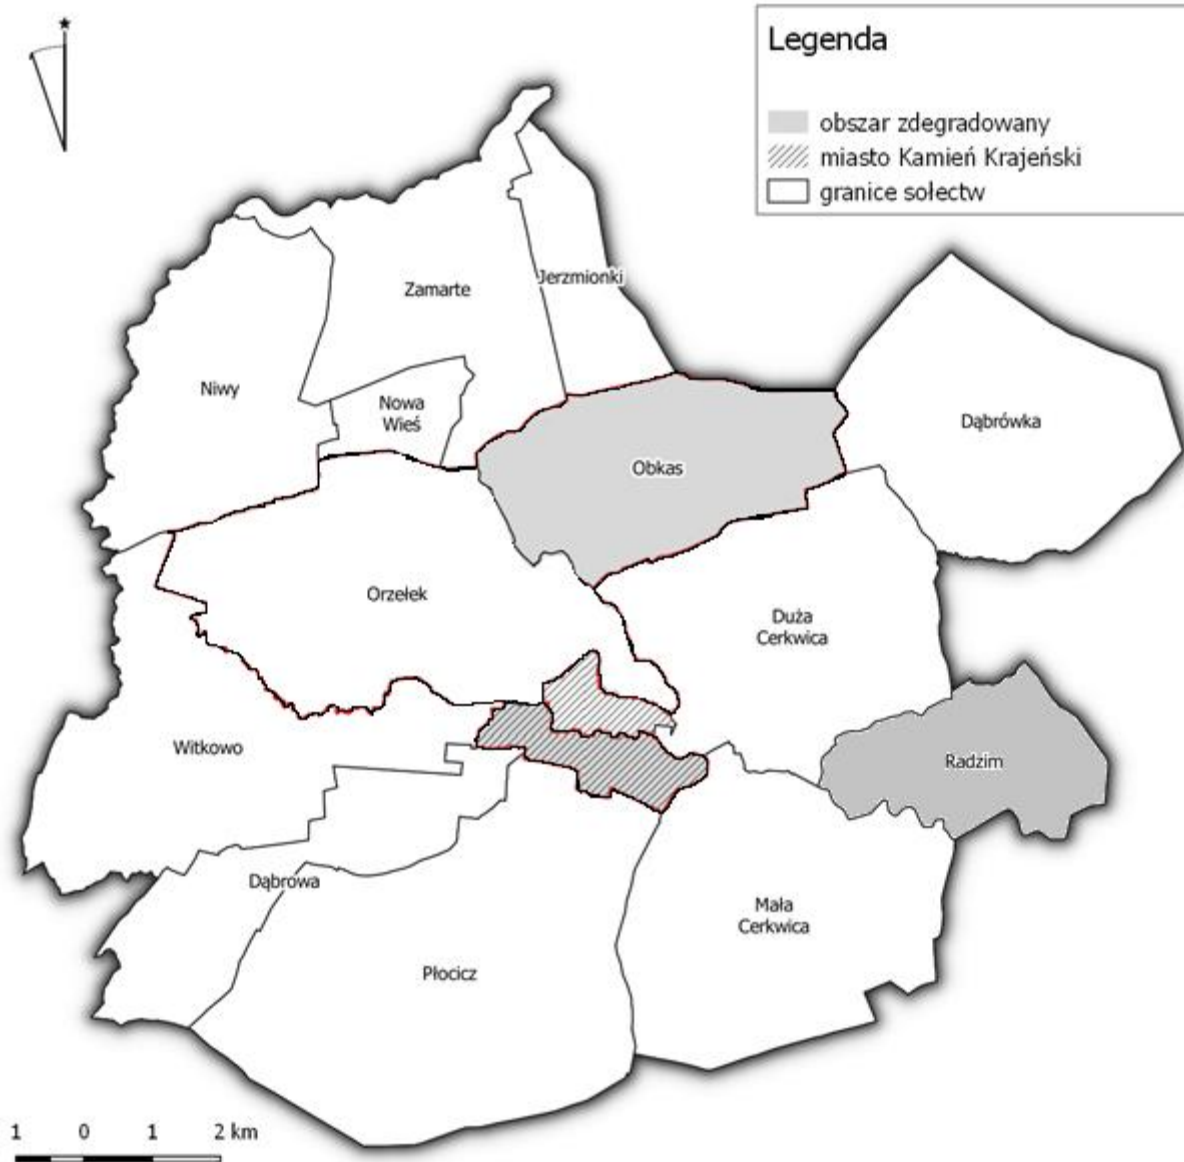 Legenda
obszar zdegradowany
miasto Kamień Krajeński
granice sołectw
Jerzmionki
Zamarte
Niwy
Nowa
Wieś
Dąbrówka
Obkas
Orzełek
Duża
Cerkwica
Witkowo
Radzim
Dąbrowa
Mała
Cerkwica
Płocicz
1 0 1 2 km